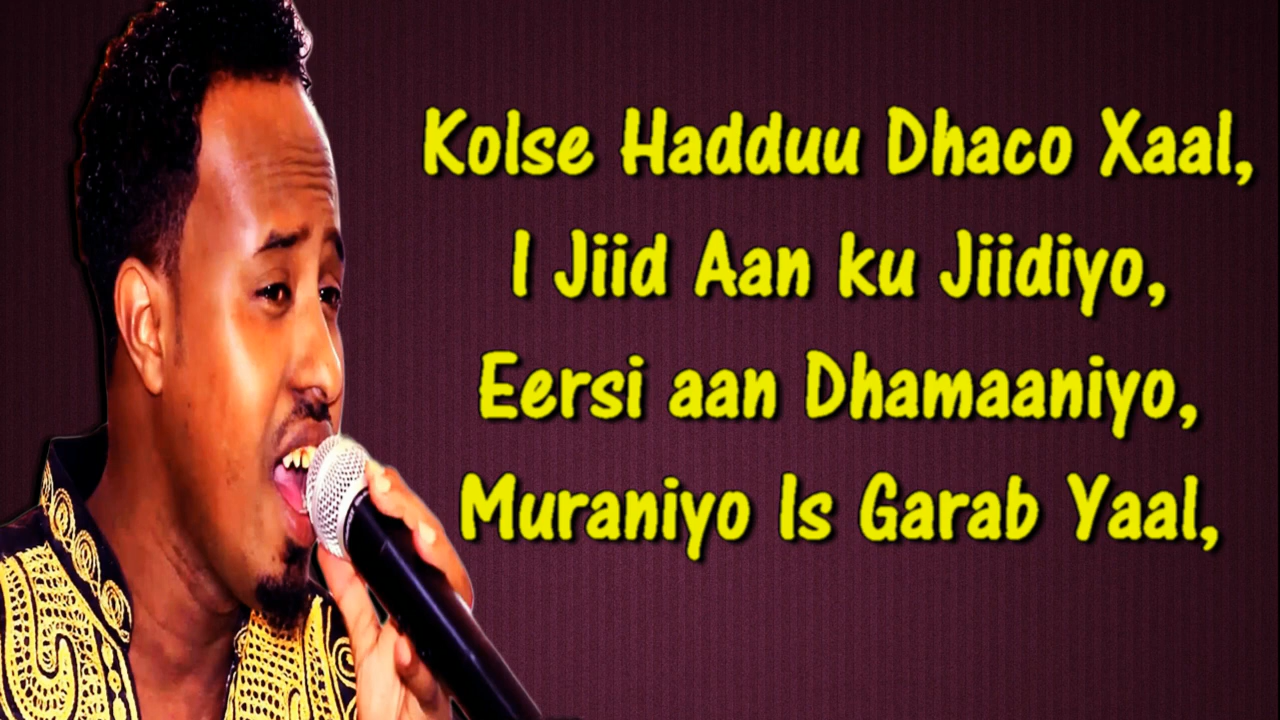 Kolse Hadduu Dhaco Xaal,
I Jiid Aan ku Jiidiyo,
Eersi aan Dhamaaniyo,
Muraniyo Is Garab Yaal,